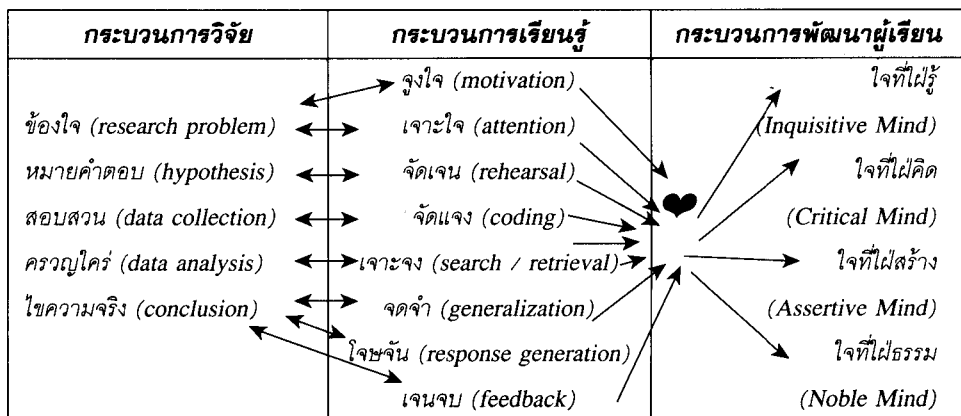 กระบวนการวิจัย กระบวนการเรียนรู้ กระบวนการพัฒนาผู้เรียน
จูงใจ (motivation) ใจที่ใฝ่รู้
ข้องใจ (research problem) เจาะใจ (attention) (Inquisitive Mind)
หมายคำตอบ (hypothesis) จัดเจน (rehearsal) ใจที่ใฝ่คิด
สอบสวน (data collection) จัดแจง (coding) (Critical Mind)
ครวญใคร่ (data analysis) เจาะจง (search / retrieval) ใจที่ใฝ่สร้าง
ไขความจริง (conclusion) จดจำ (generalization) (Assertive Mind)
โจษจัน (response generation) ใจที่ใฝ่ธรรม
เจนจบ (feedback) (Noble Mind)